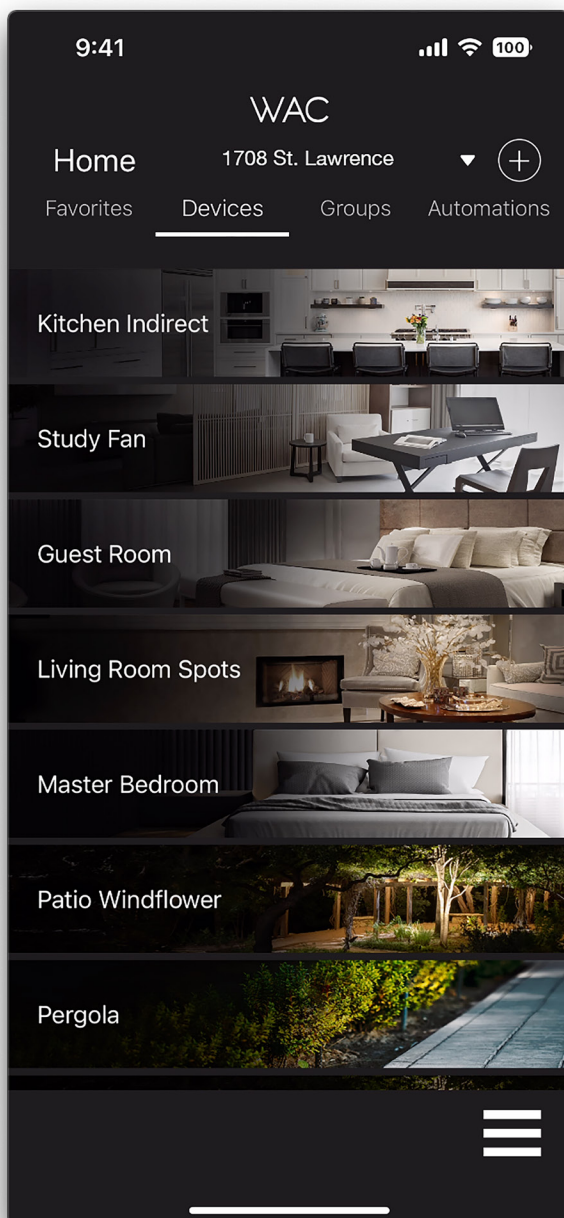 9:41
100
WAC
Home
1708 St. Lawrence
Favorites
Devices
Groups
Automations
Kitchen Indirect
Study Fan
Guest Room
Living Room Spots
Master Bedroom
Patio Windflower
Pergola